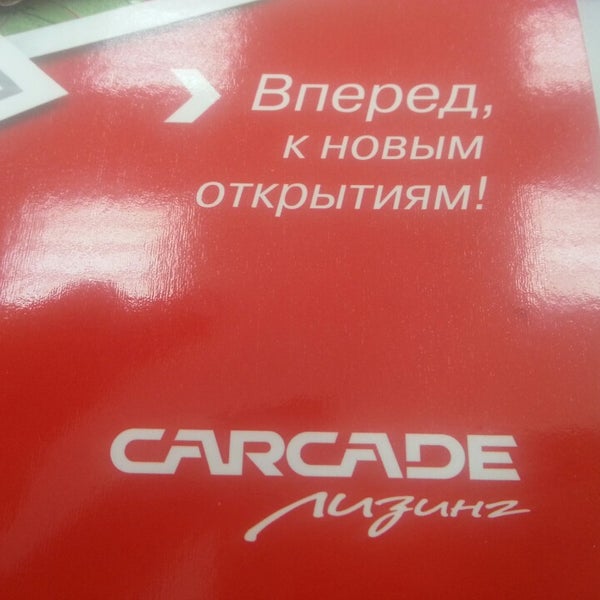 Вперед,
к новым
открытиям!
CARCADE
лизинг